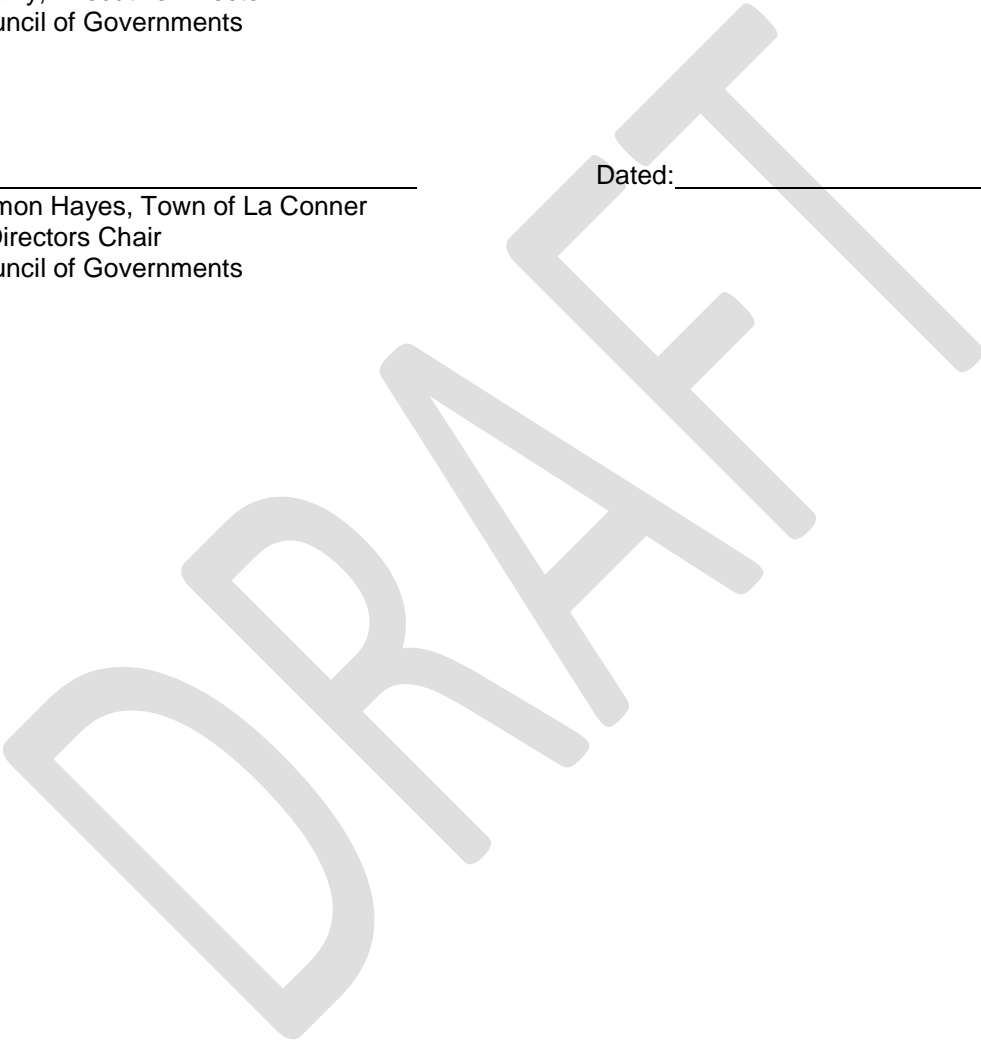 uncil of Governments
Dated:
mon Hayes, Town of La Conner
Directors Chair
uncil of Governments
DRAFT